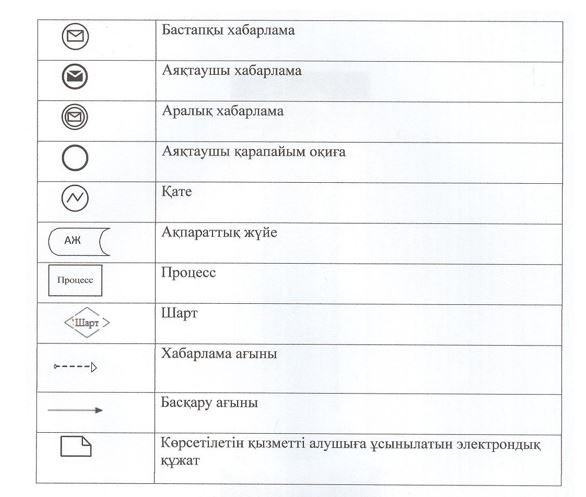 Бастапқы хабарлама
Аяқтаушы хабарлама
Аралық хабарлама
Аяқтаушы қарапайым оқиға
Қате
АЖ
Ақпараттық жүйе
Процесс
Процесс
Шарт
Шарт
Хабарлама ағыны
Басқару ағыны
Көрсетілетін қызметті алушыға ұсынылатын электрондық
құжат